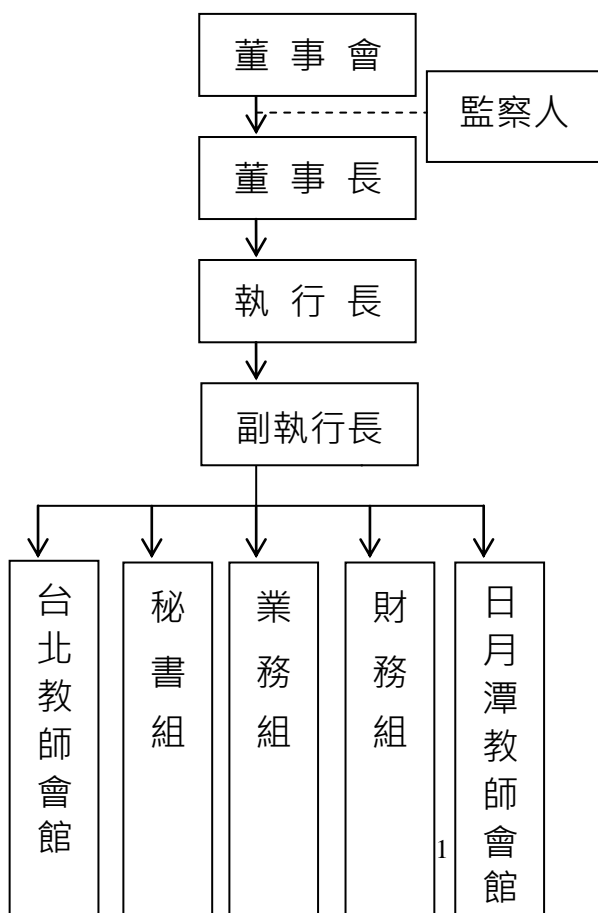 董事會
監察人
董事長
執行長
副執行長
台北教師會館
秘書組
業務組
財務組
日月潭教師會館
1